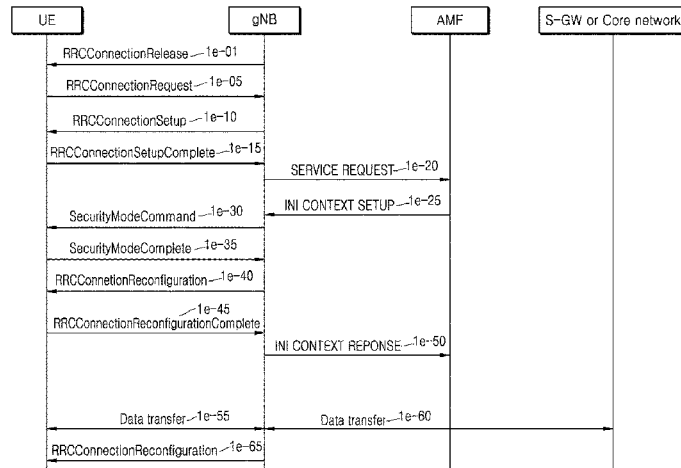 UE
gNB
AMF
S-GW or Core network
RRCConnectionRelease 1e-01
RRCConnectionRequest 1e-05
RRCConnectionSetup 1e-10
RRCConnectionSetupComplete 1e-15
SERVICE REQUEST 1e-20
INI CONTEXT SETUP 1e-25
SecurityModeCommand 1e-30
SecurityModeComplete 1e-35
RRCConnetionReconfiguration 1e-40
1e-45
RRCConnectionReconfigurationComplete
INI CONTEXT REPONSE 1e-50
Data transfer 1e-55
Data transfer 1e-60
RRCConnectionReconfiguration 1e-65